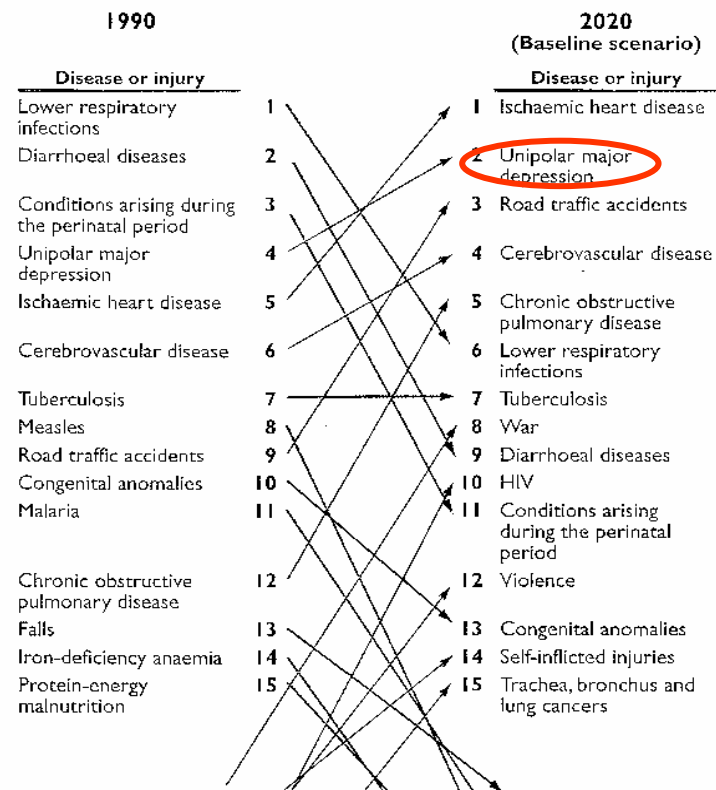 1990
Disease or injury
Lower respiratory
infections
1
Diarrhoeal diseases
2
Conditions arising during
the perinatal period
3
Unipolar major
depression
4
Ischaemic heart disease
5
Cerebrovascular disease
6
Tuberculosis
7
Measles
8
Road traffic accidents
9
Congenital anomalies
10
Malaria
11
Chronic obstructive
pulmonary disease
12
Falls
13
Iron-deficiency anaemia
14
Protein-energy
malnutrition
15
2020
(Baseline scenario)
Disease or injury
1 Ischaemic heart disease
2 Unipolar major
depression
3 Road traffic accidents
4 Cerebrovascular disease
5 Chronic obstructive
pulmonary disease
6 Lower respiratory
infections
7 Tuberculosis
8 War
9 Diarrhoeal diseases
10 HIV
11 Conditions arising
during the perinatal
period
12 Violence
13 Congenital anomalies
14 Self-inflicted injuries
15 Trachea, bronchus and
lung cancers